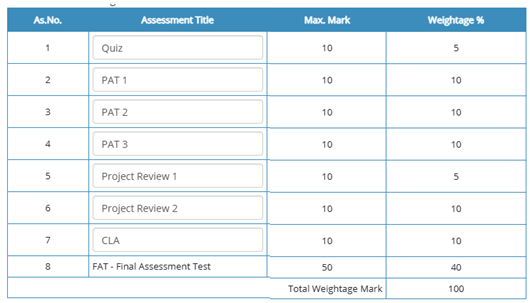 As.No. Assessment Title Max. Mark Weightage %
1 Quiz 10 5
2 PAT 1 10 10
3 PAT 2 10 10
4 PAT 3 10 10
5 Project Review 1 10 5
6 Project Review 2 10 10
7 CLA 10 10
8 FAT - Final Assessment Test 50 40
Total Weightage Mark 100